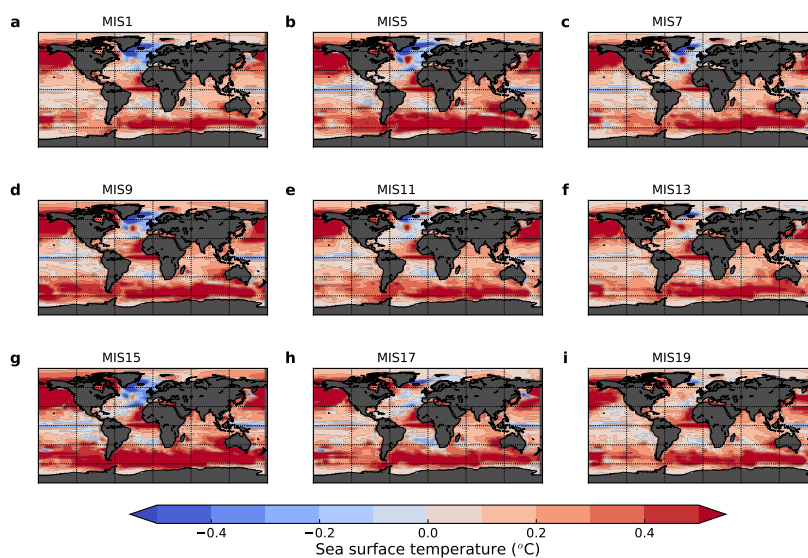 a MIS1 b MIS5 c MIS7
d MIS9 e MIS11 f MIS13
g MIS15 h MIS17 i MIS19
−0.4 −0.2 0.0 0.2 0.4
Sea surface temperature (°C)